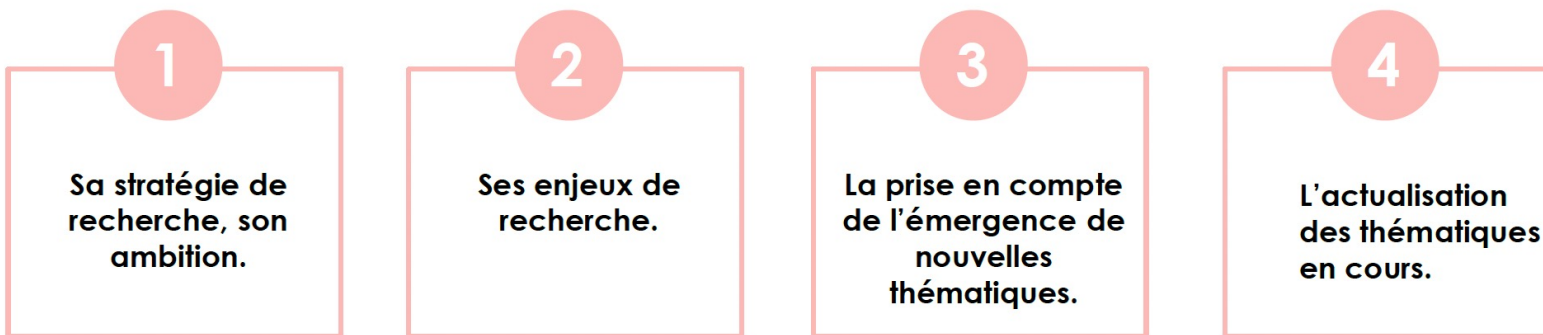 1
Sa stratégie de
recherche, son
ambition.
2
Ses enjeux de
recherche.
3
La prise en compte
de l’émergence de
nouvelles
thématiques.
4
L’actualisation
des thématiques
en cours.